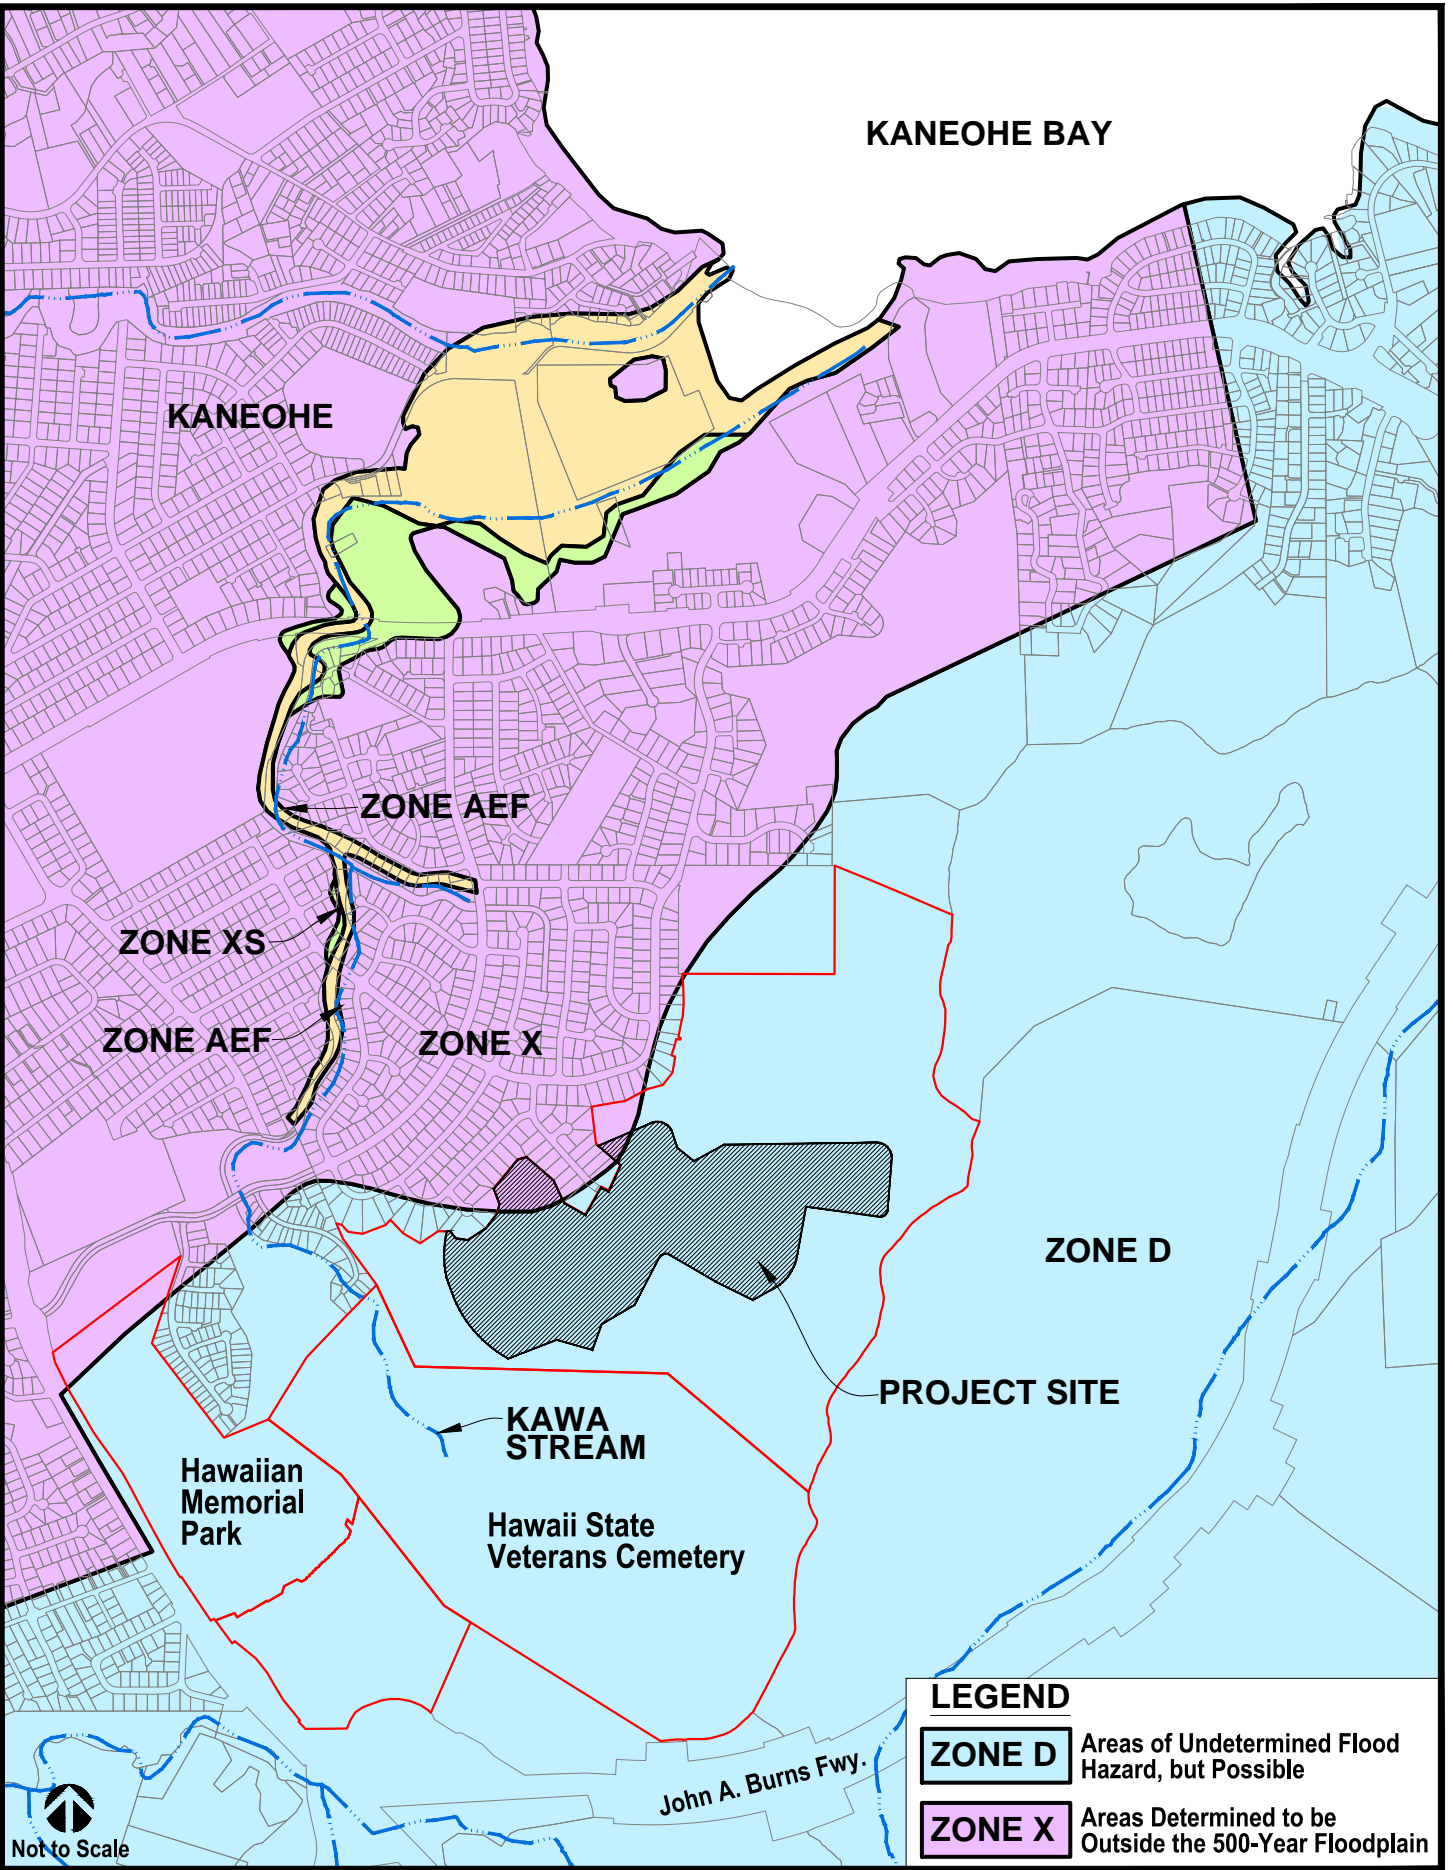 KANEOHE BAY
KANEOHE
ZONE AEF
ZONE XS
ZONE AEF
ZONE X
ZONE D
PROJECT SITE
KAWA
STREAM
Hawaiian
Memorial
Park
Hawaii State
Veterans Cemetery
John A. Burns Fwy.
Not to Scale
LEGEND
ZONE D
Areas of Undetermined Flood
Hazard, but Possible
ZONE X
Areas Determined to be
Outside the 500-Year Floodplain